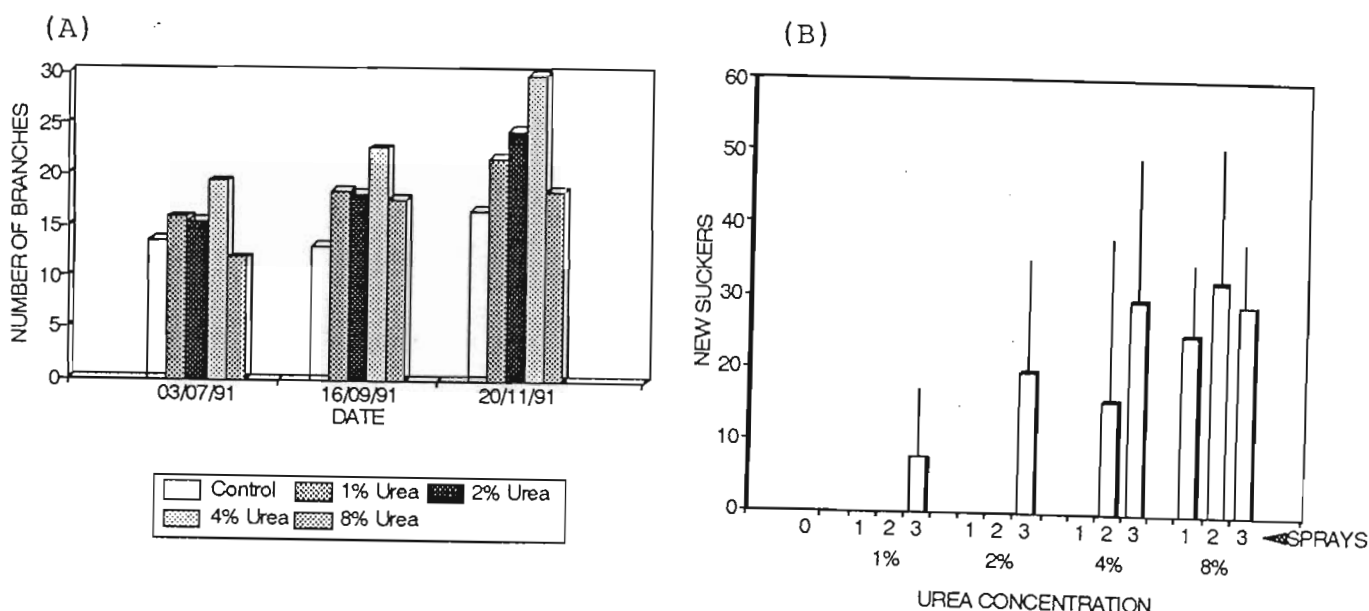 (A)
NUMBER OF BRANCHES
30
25
20
15
10
5
0
03/07/91 16/09/91 20/11/91
DATE
Control 1% Urea 2% Urea
4% Urea 8% Urea
(B)
NEW SUCKERS
60
50
40
30
20
10
0
0 1 2 3 1 2 3 1 2 3 1 2 3 SPRAYS
1% 2% 4% 8%
UREA CONCENTRATION